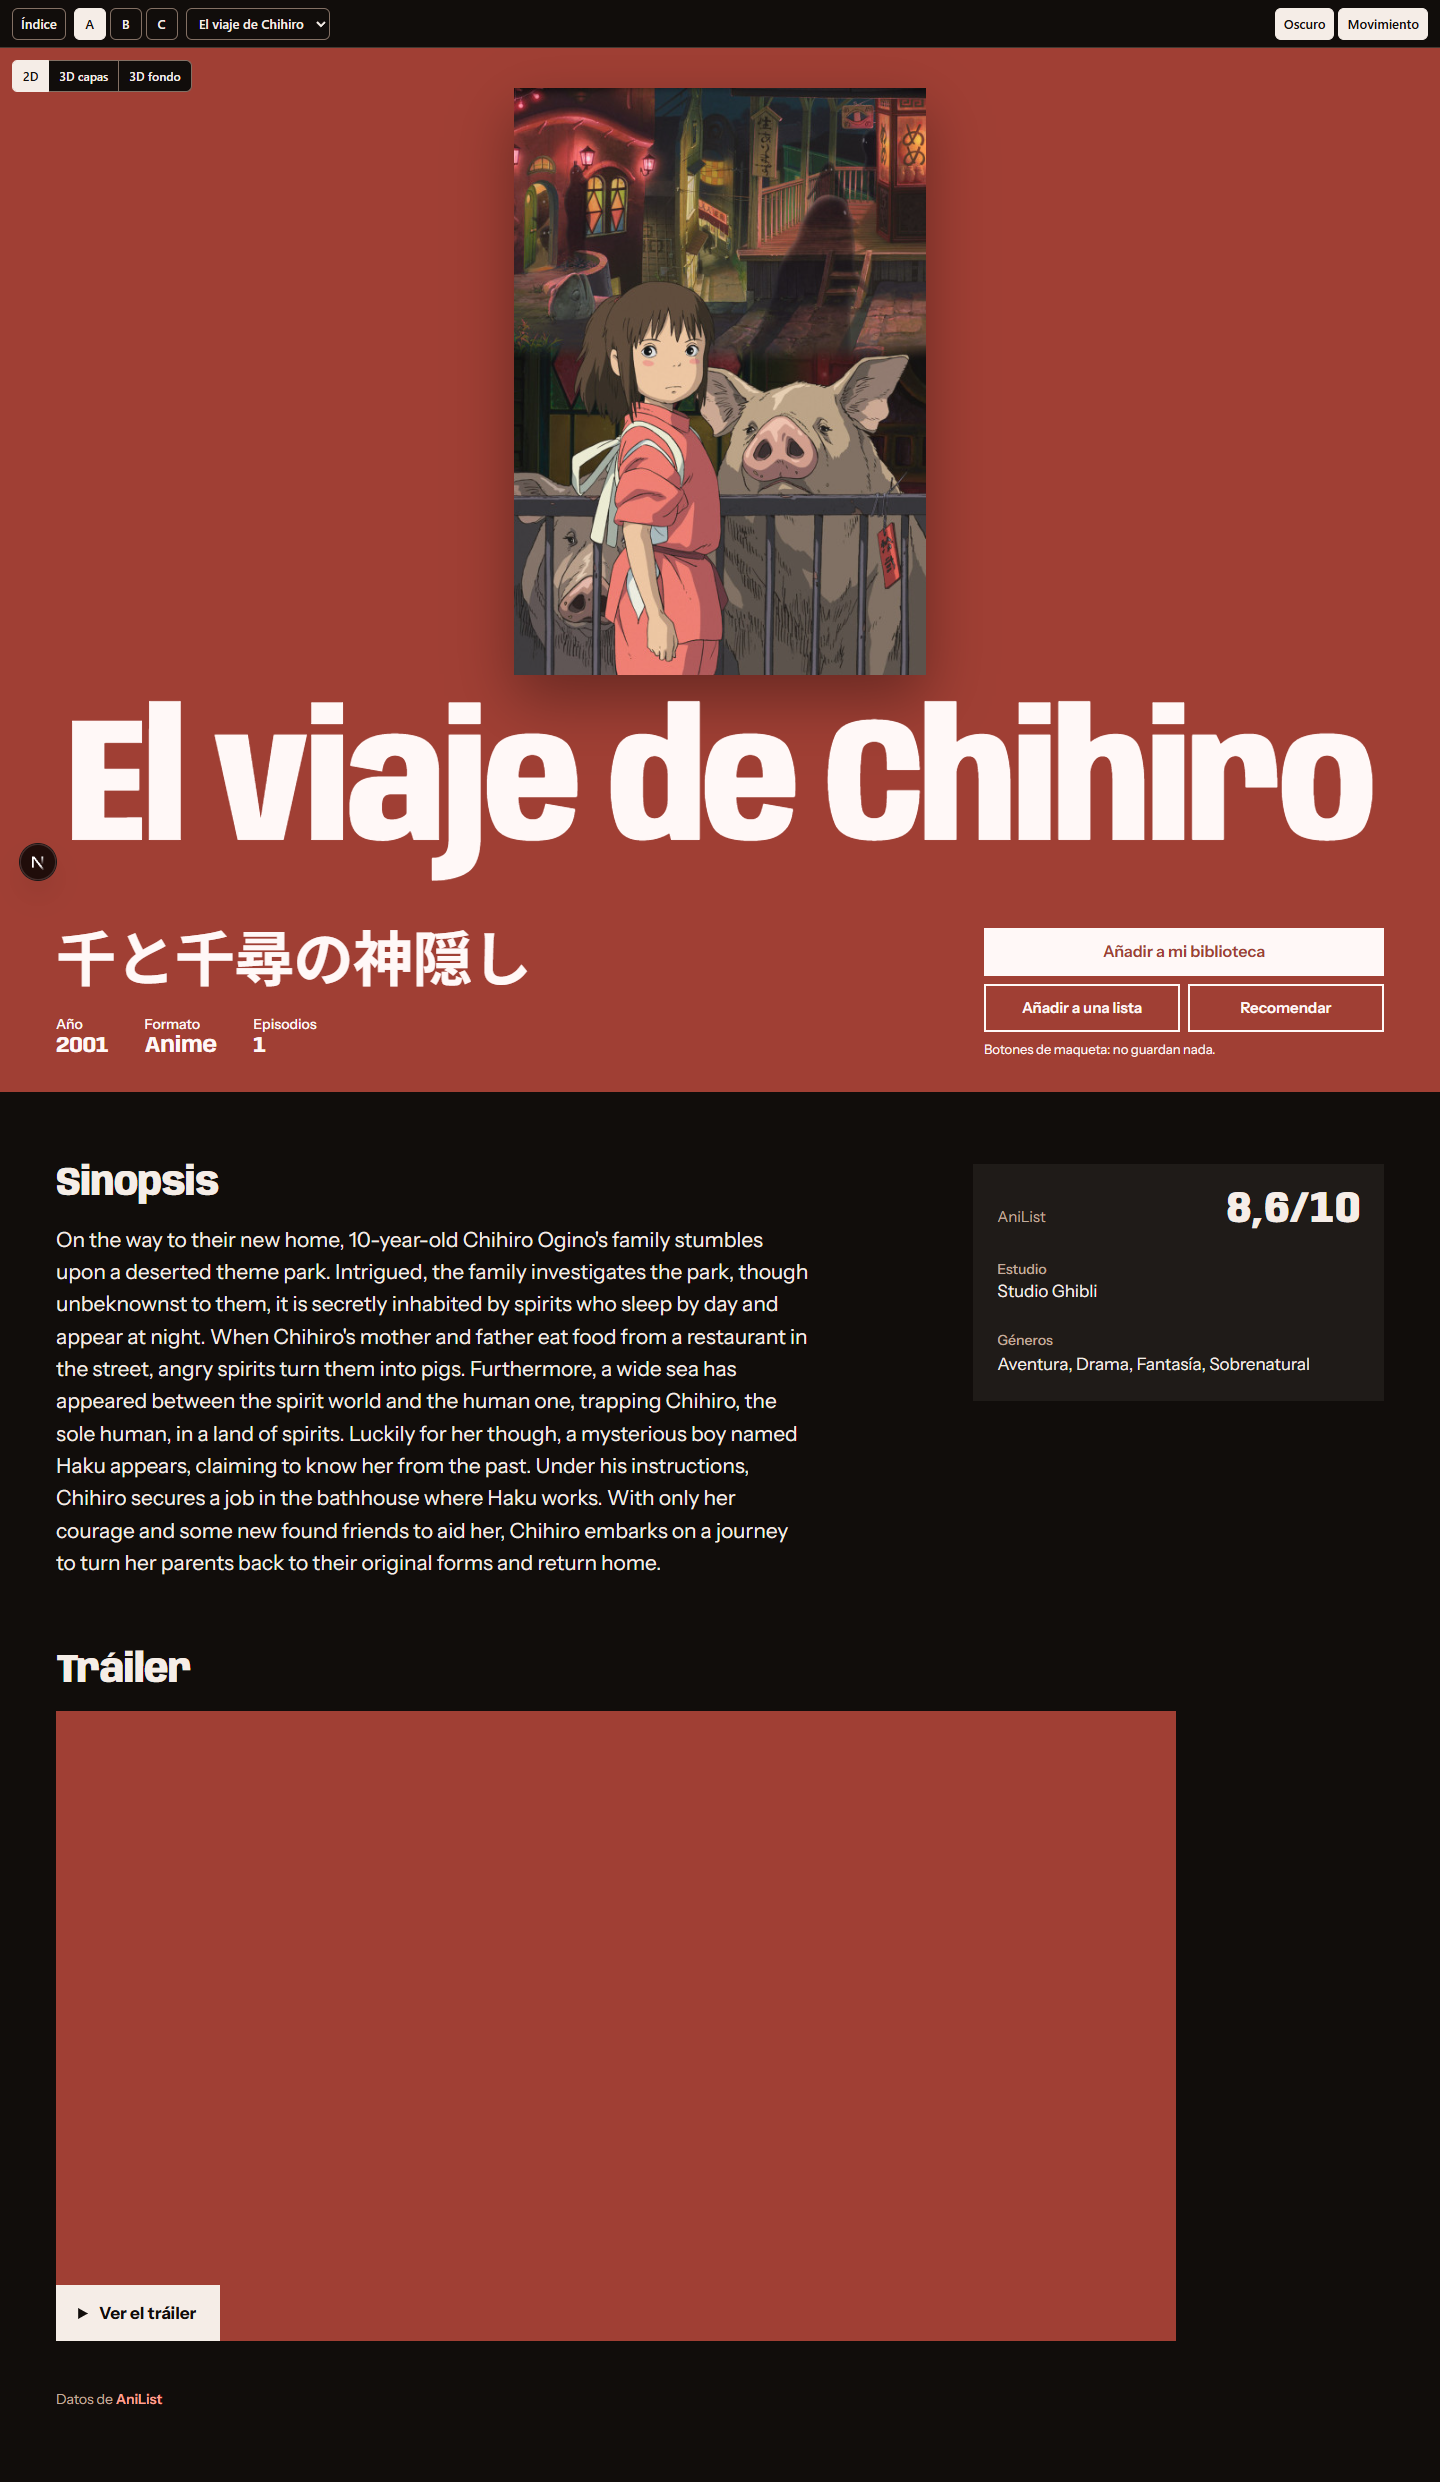 Índice A B C El viaje de Chihiro Oscuro Movimiento
2D 3D capas 3D fondo
生あります
めめ
El viaje de Chihiro
N
千と千尋の神隠し
Año Formato Episodios
2001 Anime 1
Añadir a mi biblioteca
Añadir a una lista Recomendar
Botones de maqueta: no guardan nada.
Sinopsis
On the way to their new home, 10-year-old Chihiro Ogino's family stumbles
upon a deserted theme park. Intrigued, the family investigates the park, though
unbeknownst to them, it is secretly inhabited by spirits who sleep by day and
appear at night. When Chihiro's mother and father eat food from a restaurant in
the street, angry spirits turn them into pigs. Furthermore, a wide sea has
appeared between the spirit world and the human one, trapping Chihiro, the
sole human, in a land of spirits. Luckily for her though, a mysterious boy named
Haku appears, claiming to know her from the past. Under his instructions,
Chihiro secures a job in the bathhouse where Haku works. With only her
courage and some new found friends to aid her, Chihiro embarks on a journey
to turn her parents back to their original forms and return home.
AniList 8,6/10
Estudio
Studio Ghibli
Géneros
Aventura, Drama, Fantasía, Sobrenatural
Tráiler
Ver el tráiler
Datos de AniList